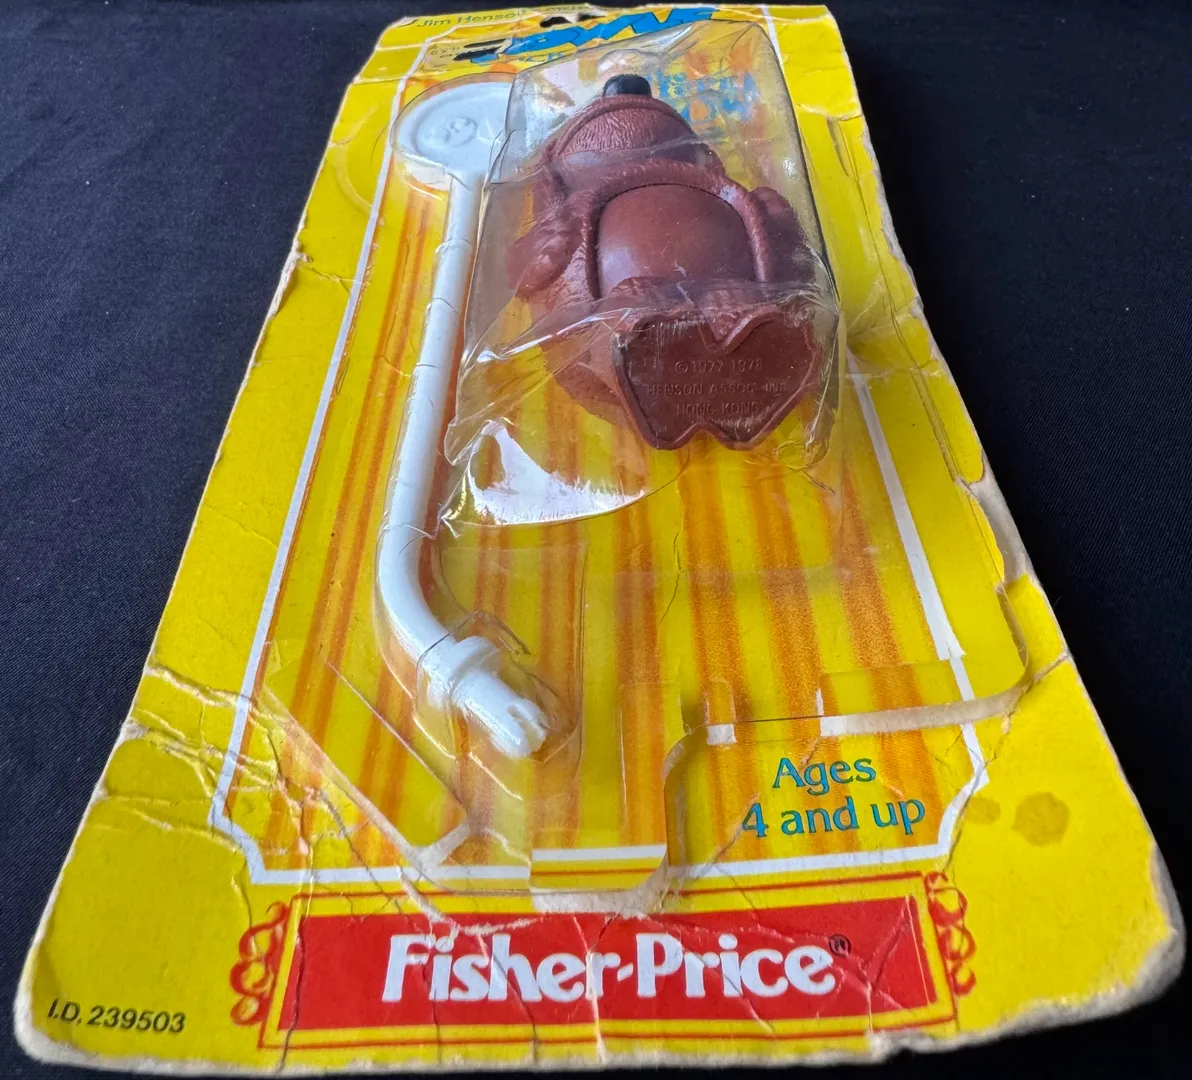 Jim Henson
©1977 1978
HENSON ASSOC. INC.
HONG KONG
Ages
4 and up
Fisher-Price®
I.D. 239503